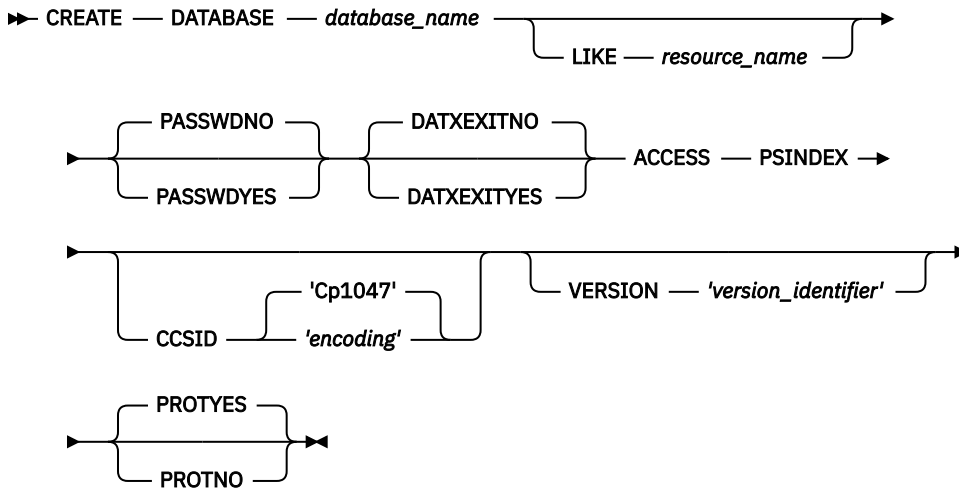 CREATE DATABASE database_name
LIKE resource_name
PASSWDNO DATXEXITNO
ACCESS PSINDEX
PASSWDYES DATXEXITYES
'Cp1047' VERSION 'version_identifier'
CCSID 'encoding'
PROTYES
PROTNO